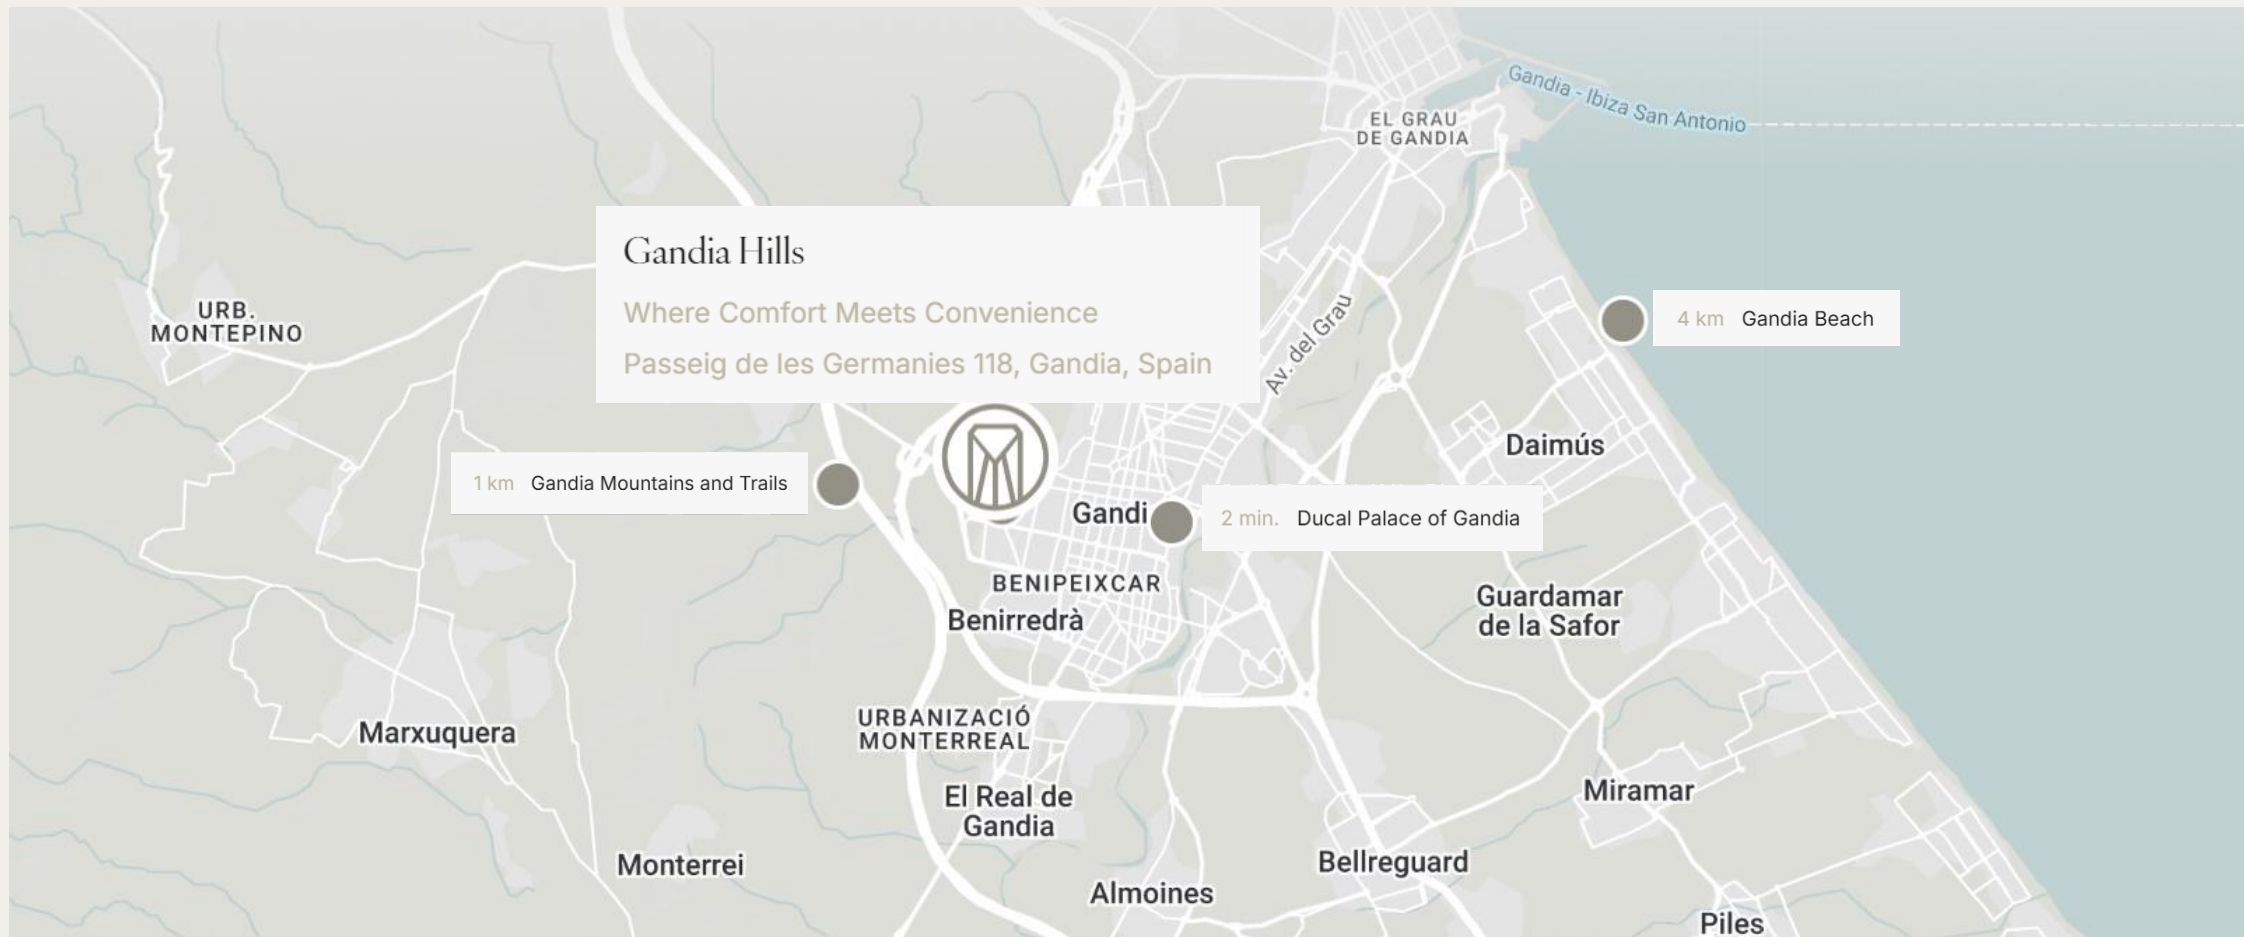 Gandia - Ibiza San Antonio
EL GRAU
DE GANDIA
Gandia Hills
Where Comfort Meets Convenience
Passeig de les Germanies 118, Gandia, Spain
URB.
MONTEPINO
Av. del Grau
4 km Gandia Beach
Daimús
1 km Gandia Mountains and Trails
Gandi
2 min. Ducal Palace of Gandia
BENIPEIXCAR
Benirredrà
Guardamar
de la Safor
URBANIZACIÓ
MONTERREAL
Marxuquera
El Real de
Gandia
Miramar
Monterrei
Bellreguard
Almoines
Piles